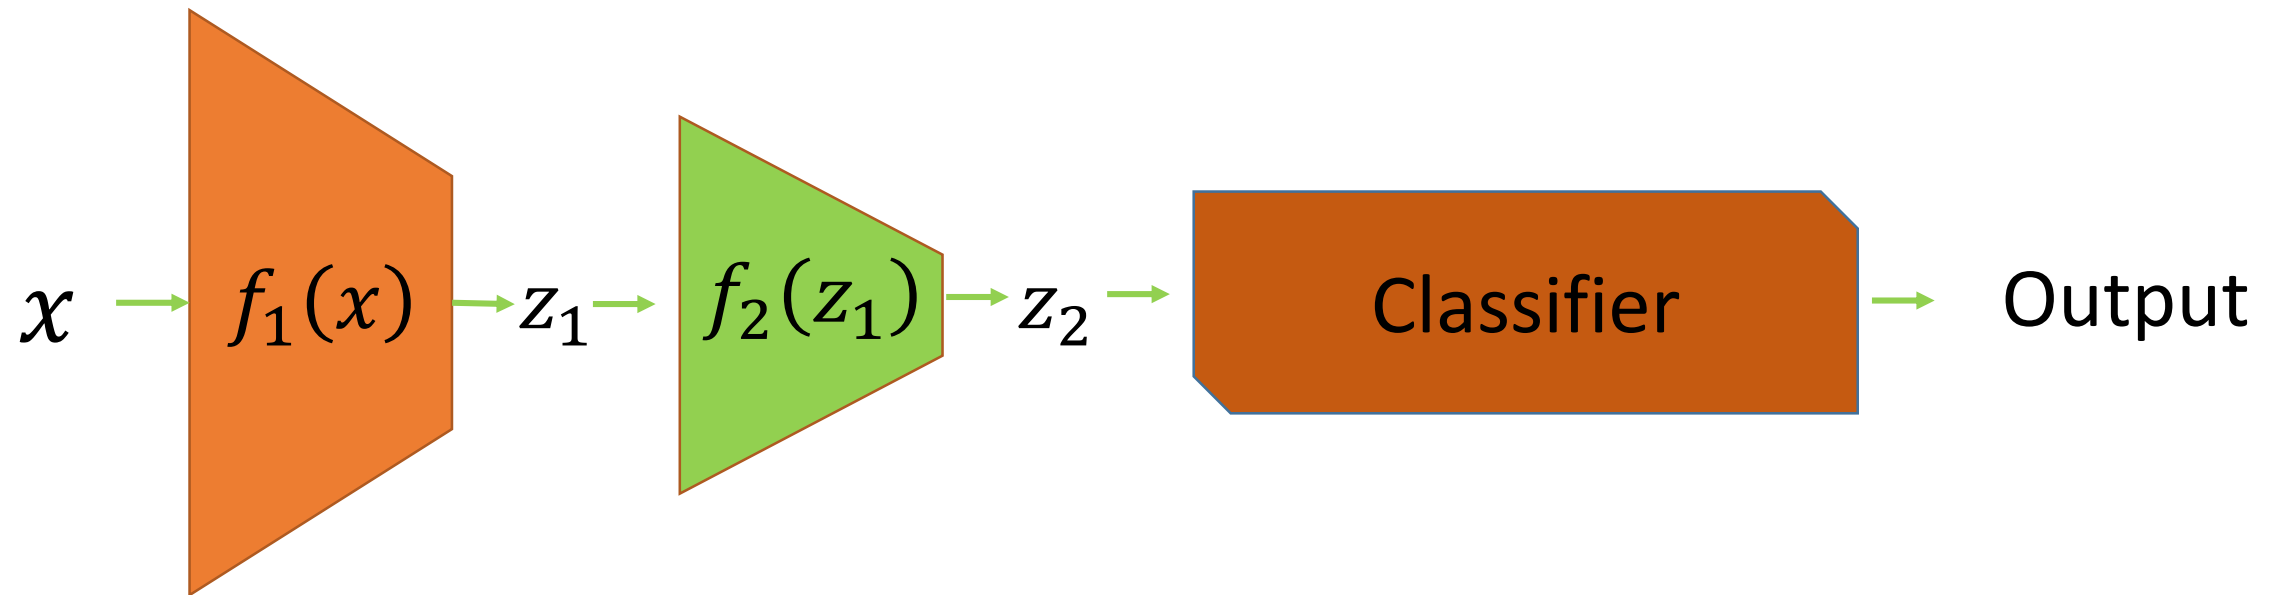 x
f₁(x)
z₁
f₂(z₁)
z₂
Classifier
Output